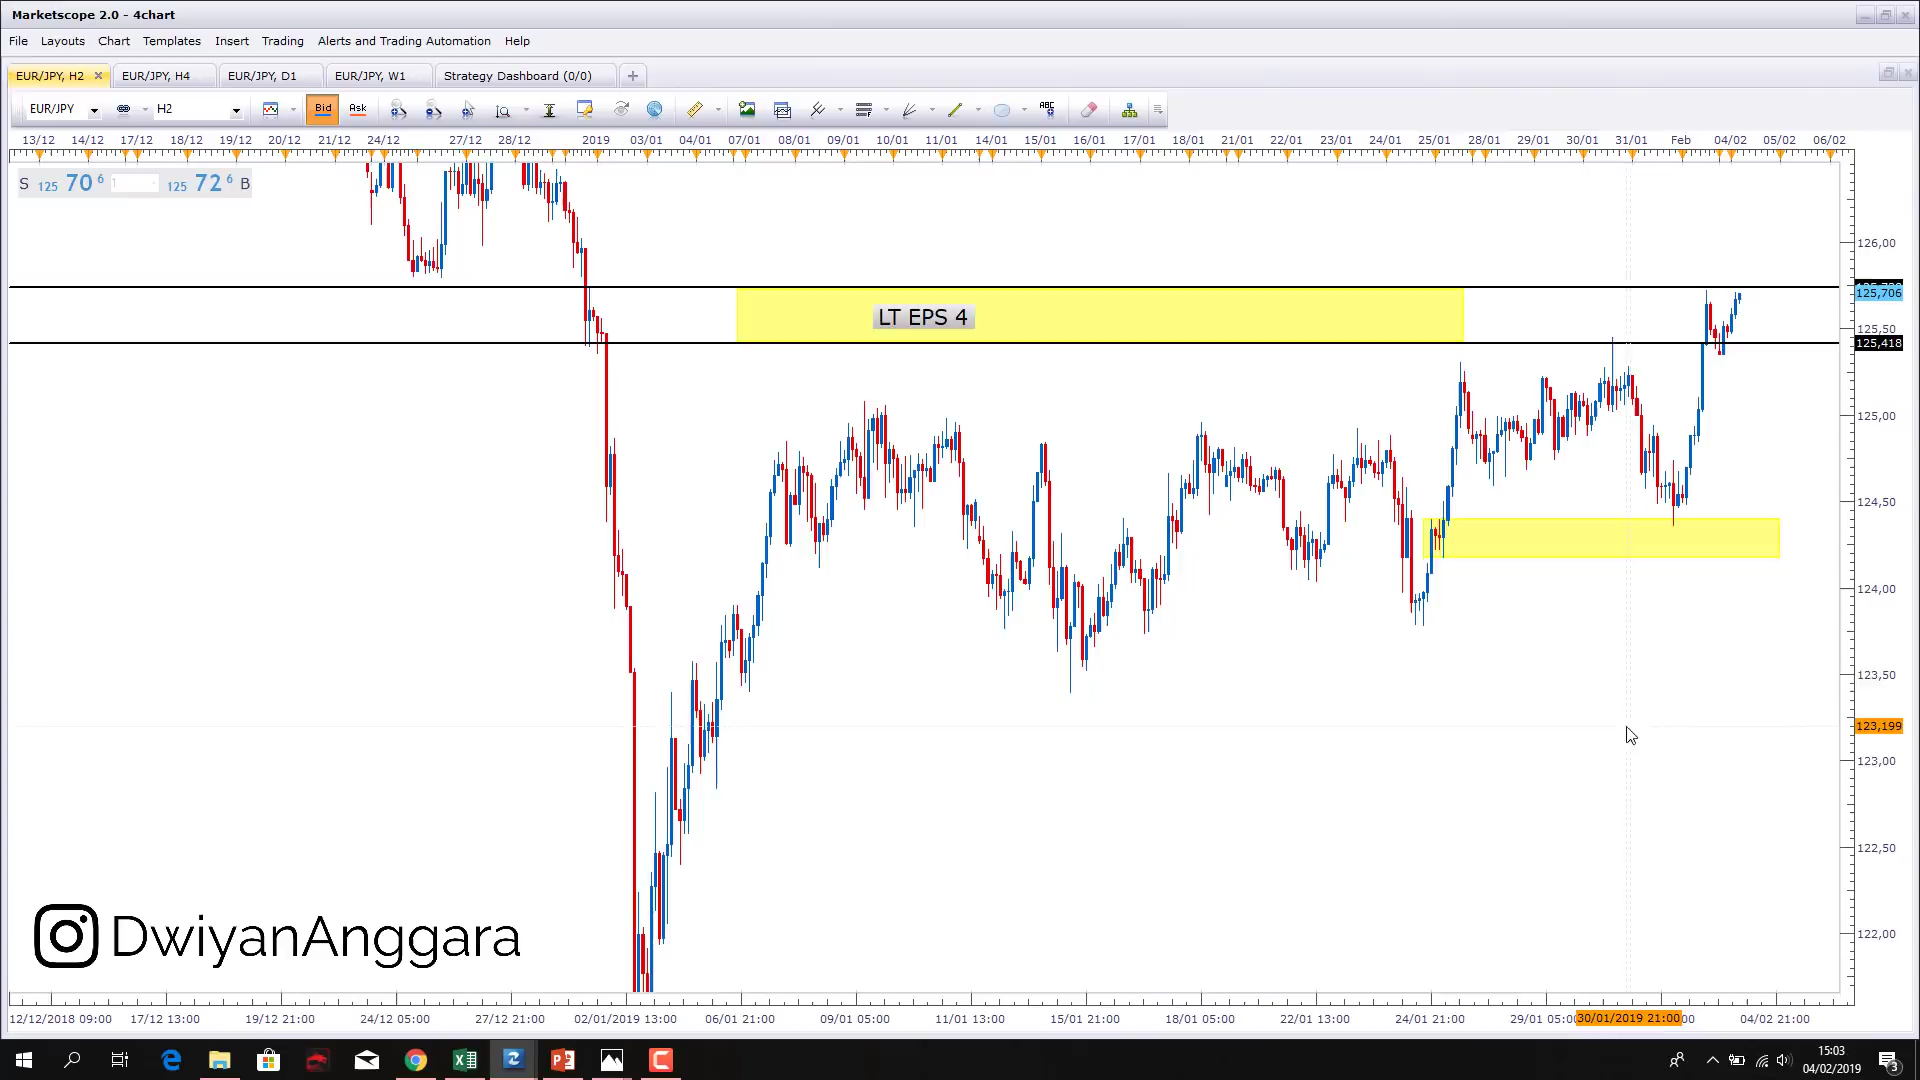 Marketscope 2.0 - 4chart
File Layouts Chart Templates Insert Trading Alerts and Trading Automation Help
EUR/JPY, H2 EUR/JPY, H4 EUR/JPY, D1 EUR/JPY, W1 Strategy Dashboard (0/0)
EUR/JPY H2 Bid Ask ABC
13/12 14/12 17/12 18/12 19/12 20/12 21/12 24/12 27/12 28/12 2019 03/01 04/01 07/01 08/01 09/01 10/01 11/01 14/01 15/01 16/01 17/01 18/01 21/01 22/01 23/01 24/01 25/01 28/01 29/01 30/01 31/01 Feb 04/02 05/02 06/02
S 125 70 6 1 125 72 6 B
126,00
125,706
LT EPS 4
125,50
125,418
125,00
124,50
124,00
123,50
123,199
123,00
122,50
122,00
DwiyanAnggara
12/12/2018 09:00 17/12 13:00 19/12 21:00 24/12 05:00 27/12 21:00 02/01/2019 13:00 06/01 21:00 09/01 05:00 11/01 13:00 15/01 21:00 18/01 05:00 22/01 13:00 24/01 21:00 29/01 05:00 30/01/2019 21:00 04/02 21:00
15:03
04/02/2019
3